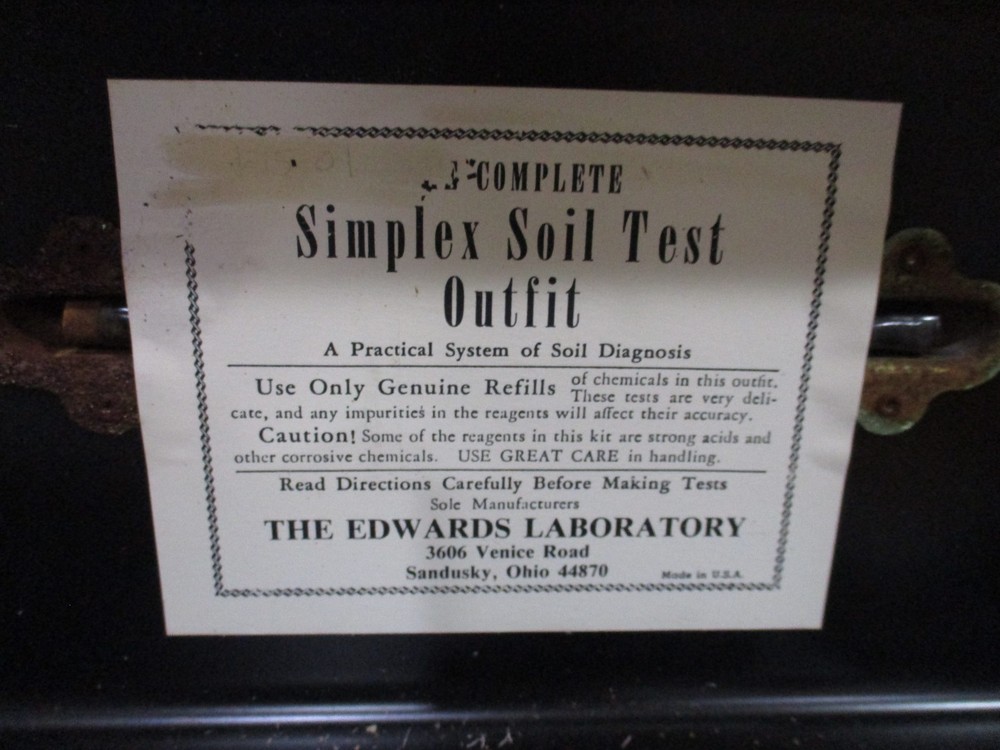 COMPLETE
Simplex Soil Test
Outfit
A Practical System of Soil Diagnosis
Use Only Genuine Refills of chemicals in this outfit.
These tests are very deli-
cate, and any impurities in the reagents will affect their accuracy.
Caution! Some of the reagents in this kit are strong acids and
other corrosive chemicals. USE GREAT CARE in handling.
Read Directions Carefully Before Making Tests
Sole Manufacturers
THE EDWARDS LABORATORY
3606 Venice Road
Sandusky, Ohio 44870
Made in U.S.A.